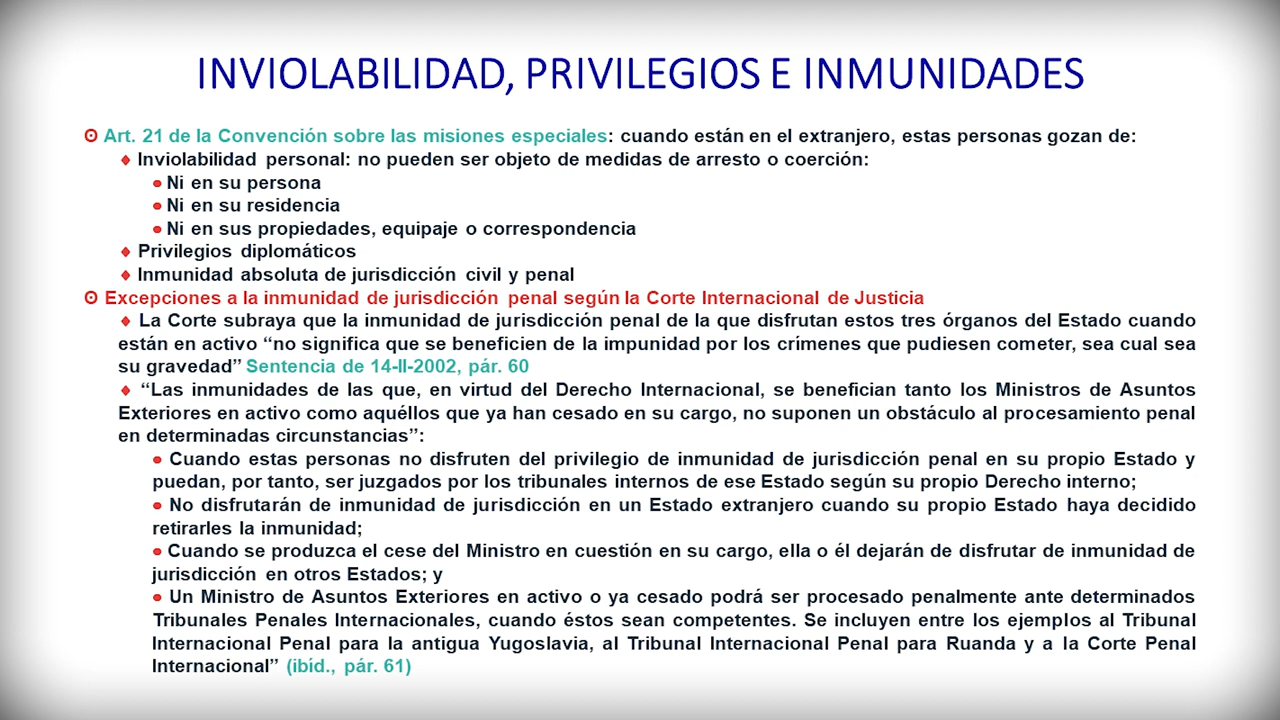 INVIOLABILIDAD, PRIVILEGIOS E INMUNIDADES
Art. 21 de la Convención sobre las misiones especiales: cuando están en el extranjero, estas personas gozan de:
Inviolabilidad personal: no pueden ser objeto de medidas de arresto o coerción:
Ni en su persona
Ni en su residencia
Ni en sus propiedades, equipaje o correspondencia
Privilegios diplomáticos
Inmunidad absoluta de jurisdicción civil y penal
Excepciones a la inmunidad de jurisdicción penal según la Corte Internacional de Justicia
La Corte subraya que la inmunidad de jurisdicción penal de la que disfrutan estos tres órganos del Estado cuando
están en activo “no significa que se beneficien de la impunidad por los crímenes que pudiesen cometer, sea cual sea
su gravedad” Sentencia de 14-II-2002, pár. 60
“Las inmunidades de las que, en virtud del Derecho Internacional, se benefician tanto los Ministros de Asuntos
Exteriores en activo como aquéllos que ya han cesado en su cargo, no suponen un obstáculo al procesamiento penal
en determinadas circunstancias”:
Cuando estas personas no disfruten del privilegio de inmunidad de jurisdicción penal en su propio Estado y
puedan, por tanto, ser juzgados por los tribunales internos de ese Estado según su propio Derecho interno;
No disfrutarán de inmunidad de jurisdicción en un Estado extranjero cuando su propio Estado haya decidido
retirarles la inmunidad;
Cuando se produzca el cese del Ministro en cuestión en su cargo, ella o él dejarán de disfrutar de inmunidad de
jurisdicción en otros Estados; y
Un Ministro de Asuntos Exteriores en activo o ya cesado podrá ser procesado penalmente ante determinados
Tribunales Penales Internacionales, cuando éstos sean competentes. Se incluyen entre los ejemplos al Tribunal
Internacional Penal para la antigua Yugoslavia, al Tribunal Internacional Penal para Ruanda y a la Corte Penal
Internacional” (ibíd., pár. 61)